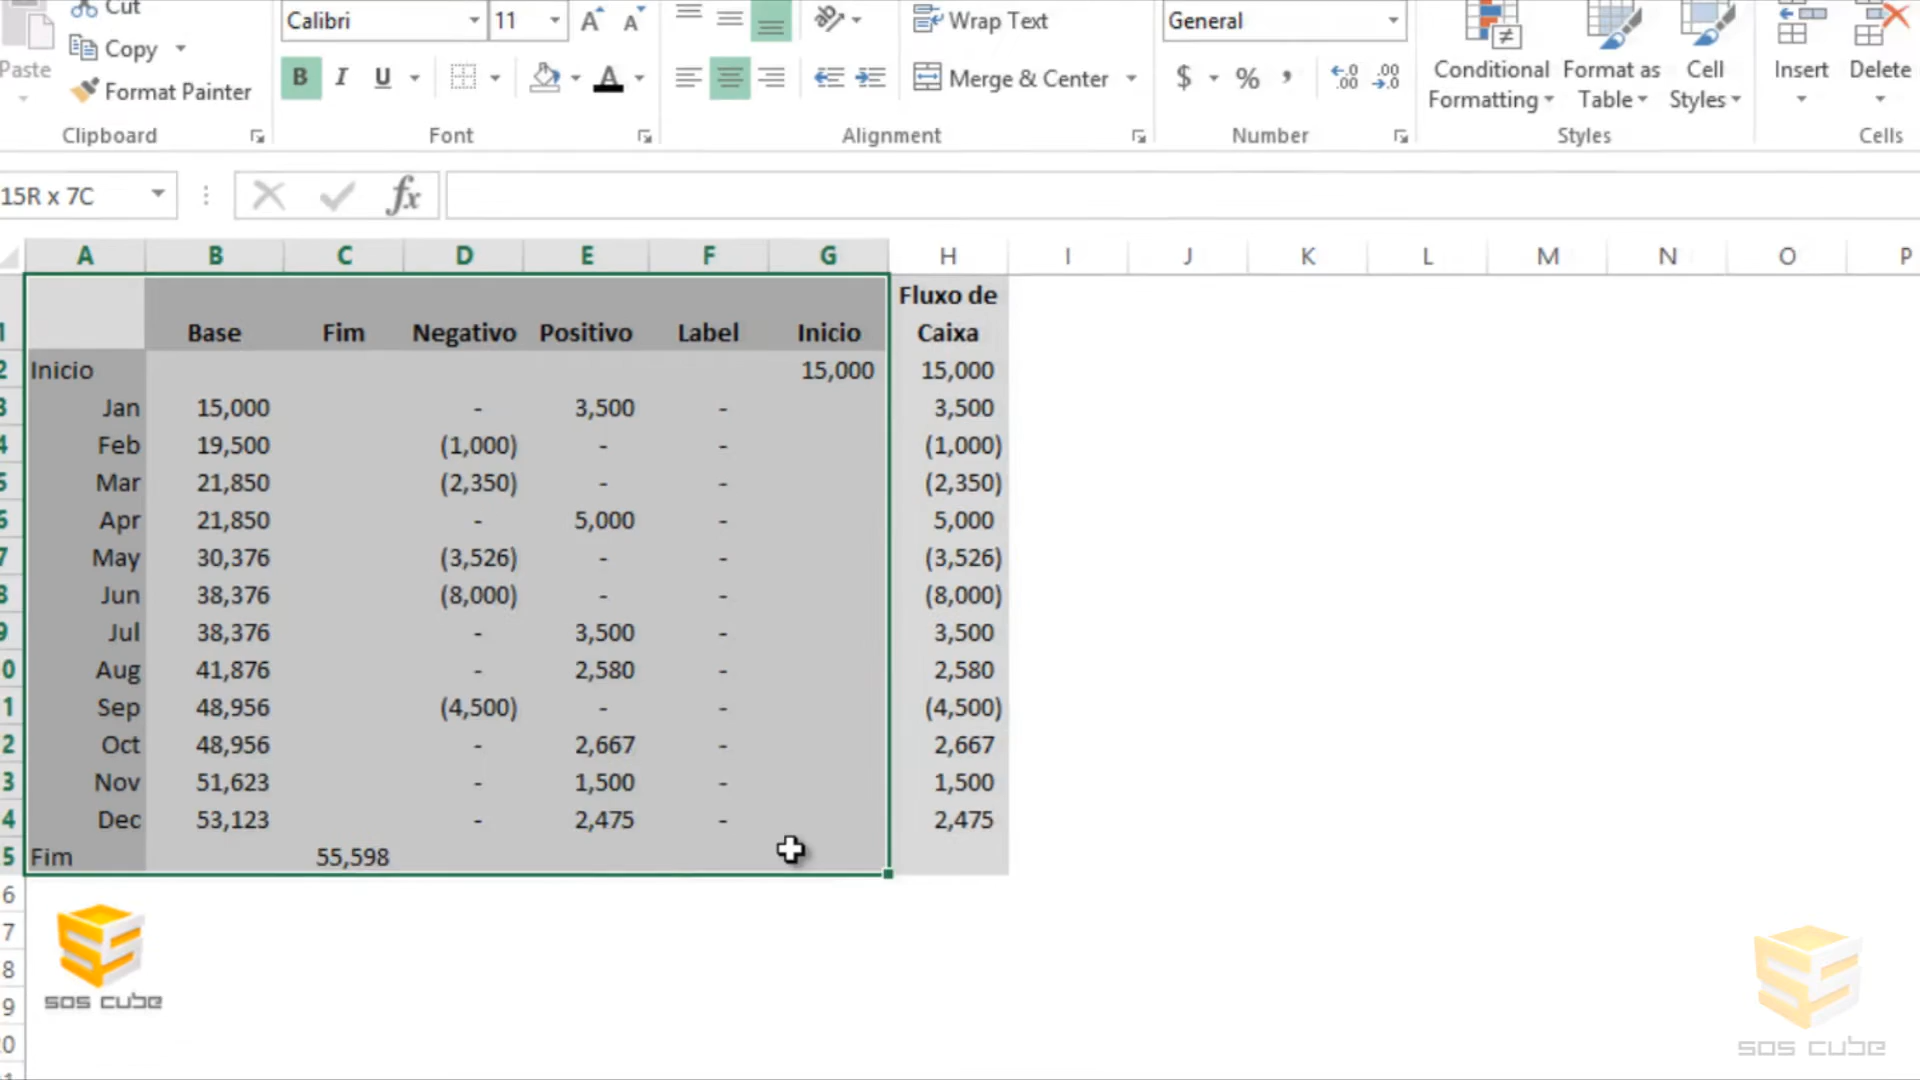 Cut
Calibri 11 Wrap Text General
Paste Copy
Format Painter
B I U
Merge & Center $ % , .0 .00 .00 .0
Conditional Formatting
Format as Table
Cell Styles
Insert
Delete
Clipboard Font Alignment Number Styles Cells
15R x 7C fx
A B C D E F G H I J K L M N O P
Base Fim Negativo Positivo Label Inicio Fluxo de Caixa
Inicio 15,000 15,000
Jan 15,000 - 3,500 - 3,500
Feb 19,500 (1,000) - - (1,000)
Mar 21,850 (2,350) - - (2,350)
Apr 21,850 - 5,000 - 5,000
May 30,376 (3,526) - - (3,526)
Jun 38,376 (8,000) - - (8,000)
Jul 38,376 - 3,500 - 3,500
Aug 41,876 - 2,580 - 2,580
Sep 48,956 (4,500) - - (4,500)
Oct 48,956 - 2,667 - 2,667
Nov 51,623 - 1,500 - 1,500
Dec 53,123 - 2,475 - 2,475
Fim 55,598
sos cube
sos cube